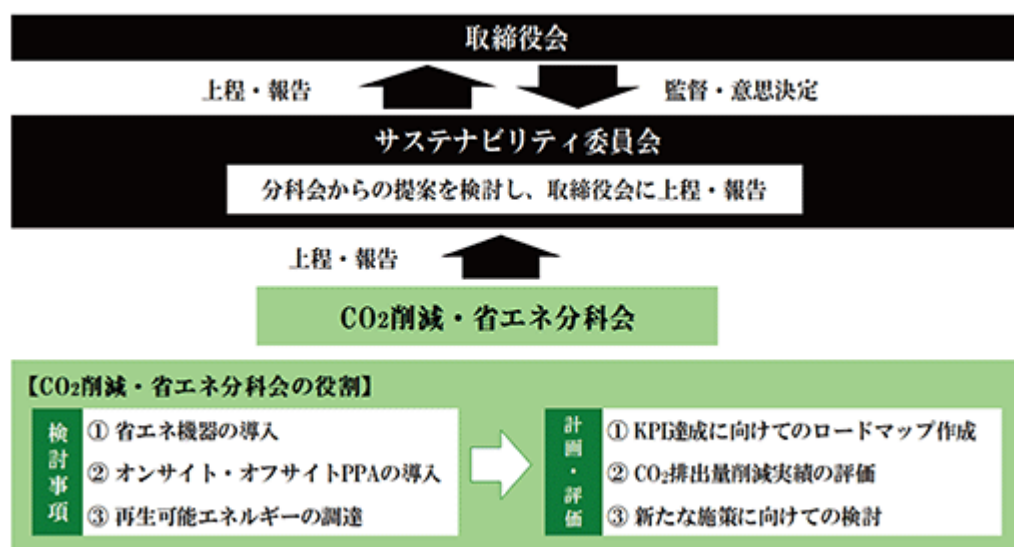 取締役会
上程・報告
監督・意思決定
サステナビリティ委員会
分科会からの提案を検討し、取締役会に上程・報告
上程・報告
CO₂削減・省エネ分科会
【CO₂削減・省エネ分科会の役割】
検討事項
① 省エネ機器の導入
② オンサイト・オフサイトPPAの導入
③ 再生可能エネルギーの調達
計画・評価
① KPI達成に向けてのロードマップ作成
② CO₂排出量削減実績の評価
③ 新たな施策に向けての検討